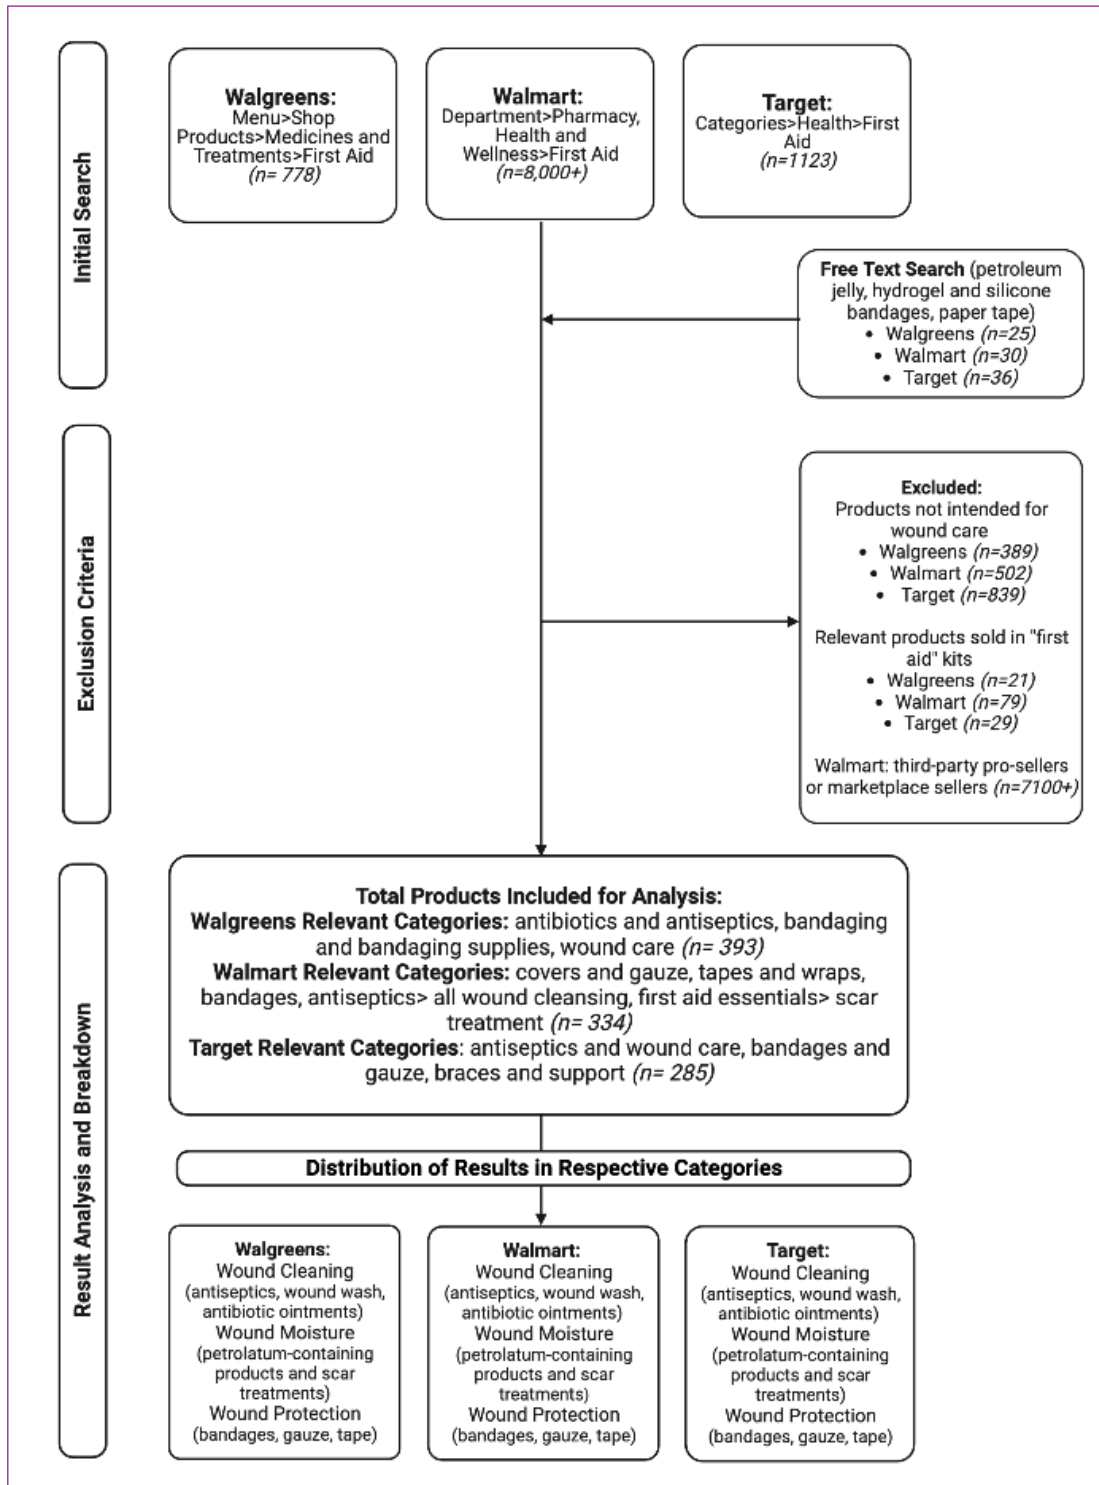 Initial Search
Walgreens:
Menu>Shop
Products>Medicines and
Treatments>First Aid
(n= 778)
Walmart:
Department>Pharmacy,
Health and
Wellness>First Aid
(n=8,000+)
Target:
Categories>Health>First
Aid
(n=1123)
Free Text Search (petroleum
jelly, hydrogel and silicone
bandages, paper tape)
• Walgreens (n=25)
• Walmart (n=30)
• Target (n=36)
Exclusion Criteria
Excluded:
Products not intended for
wound care
• Walgreens (n=389)
• Walmart (n=502)
• Target (n=839)
Relevant products sold in "first
aid" kits
• Walgreens (n=21)
• Walmart (n=79)
• Target (n=29)
Walmart: third-party pro-sellers
or marketplace sellers (n=7100+)
Result Analysis and Breakdown
Total Products Included for Analysis:
Walgreens Relevant Categories: antibiotics and antiseptics, bandaging
and bandaging supplies, wound care (n= 393)
Walmart Relevant Categories: covers and gauze, tapes and wraps,
bandages, antiseptics> all wound cleansing, first aid essentials> scar
treatment (n= 334)
Target Relevant Categories: antiseptics and wound care, bandages and
gauze, braces and support (n= 285)
Distribution of Results in Respective Categories
Walgreens:
Wound Cleaning
(antiseptics, wound wash,
antibiotic ointments)
Wound Moisture
(petrolatum-containing
products and scar
treatments)
Wound Protection
(bandages, gauze, tape)
Walmart:
Wound Cleaning
(antiseptics, wound wash,
antibiotic ointments)
Wound Moisture
(petrolatum-containing
products and scar
treatments)
Wound Protection
(bandages, gauze, tape)
Target:
Wound Cleaning
(antiseptics, wound wash,
antibiotic ointments)
Wound Moisture
(petrolatum-containing
products and scar
treatments)
Wound Protection
(bandages, gauze, tape)